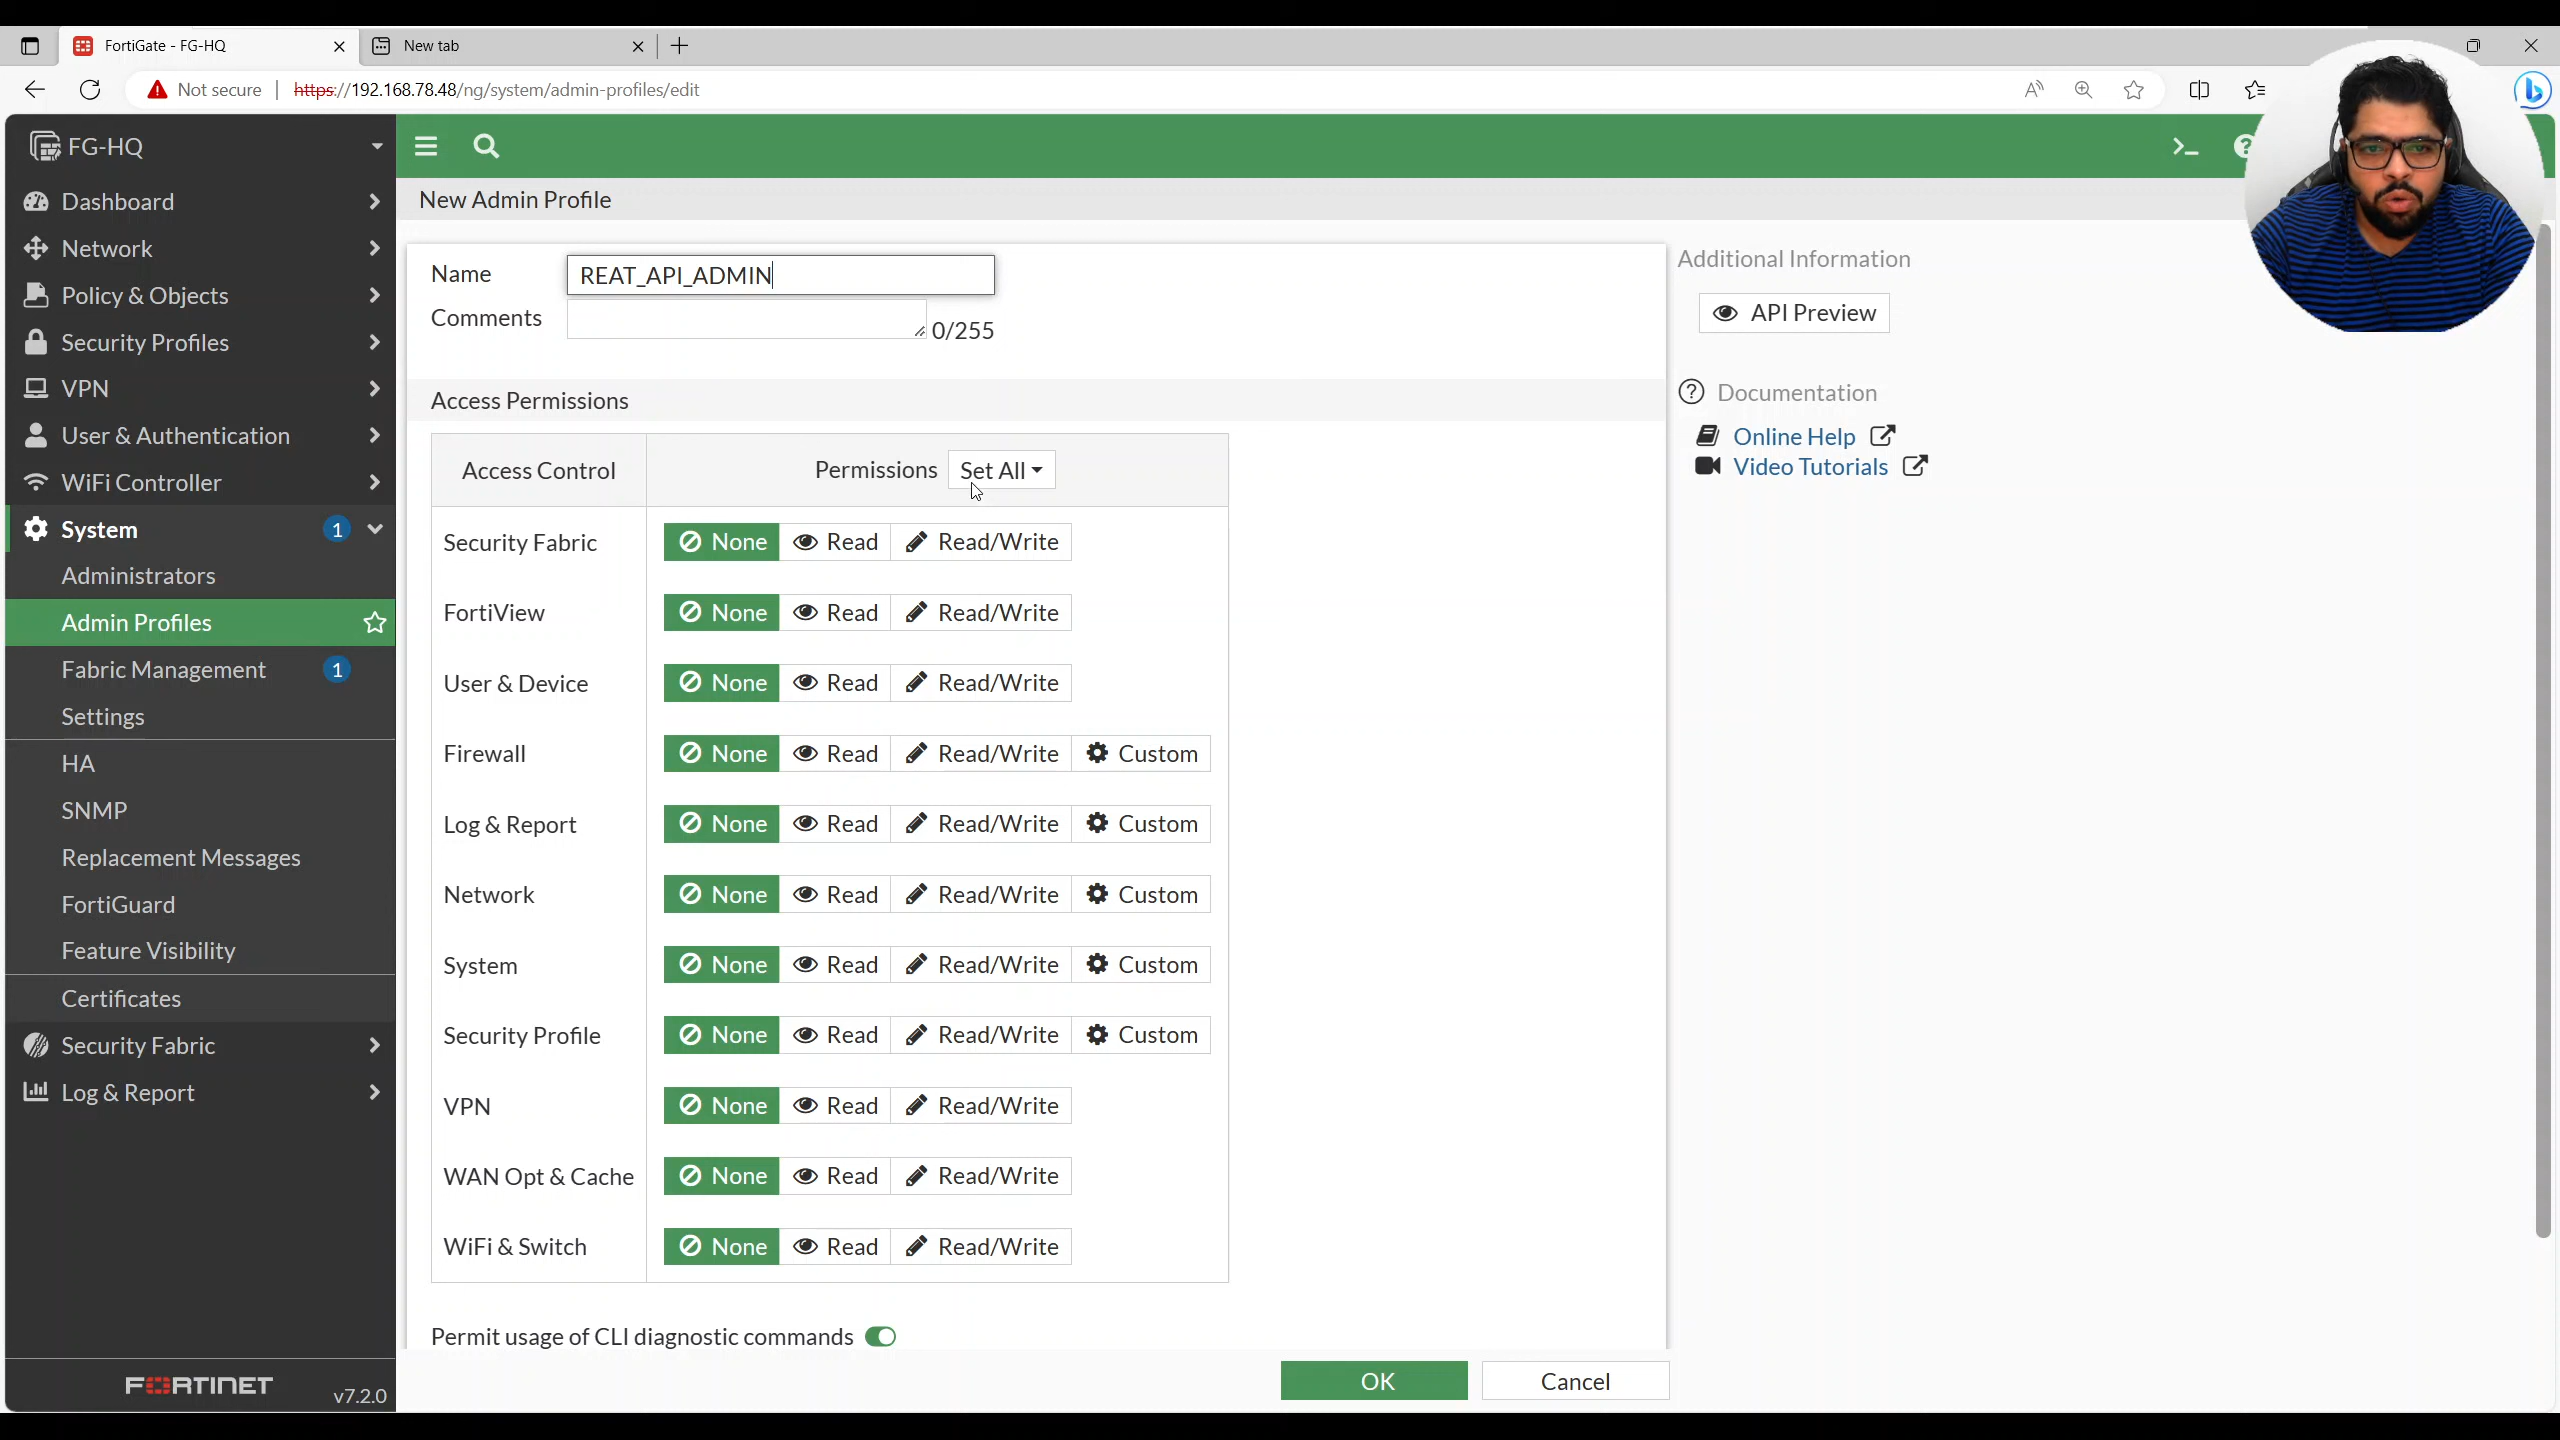 FortiGate - FG-HQ
New tab
Not secure
https://192.168.78.48/ng/system/admin-profiles/edit
FG-HQ
Dashboard
Network
Policy & Objects
Security Profiles
VPN
User & Authentication
WiFi Controller
System 1
Administrators
Admin Profiles
Fabric Management 1
Settings
HA
SNMP
Replacement Messages
FortiGuard
Feature Visibility
Certificates
Security Fabric
Log & Report
FORTINET
v7.2.0
New Admin Profile
Name REAT_API_ADMIN
Comments 0/255
Access Permissions
Access Control Permissions Set All
Security Fabric None Read Read/Write
FortiView None Read Read/Write
User & Device None Read Read/Write
Firewall None Read Read/Write Custom
Log & Report None Read Read/Write Custom
Network None Read Read/Write Custom
System None Read Read/Write Custom
Security Profile None Read Read/Write Custom
VPN None Read Read/Write
WAN Opt & Cache None Read Read/Write
WiFi & Switch None Read Read/Write
Permit usage of CLI diagnostic commands
OK Cancel
Additional Information
API Preview
Documentation
Online Help
Video Tutorials